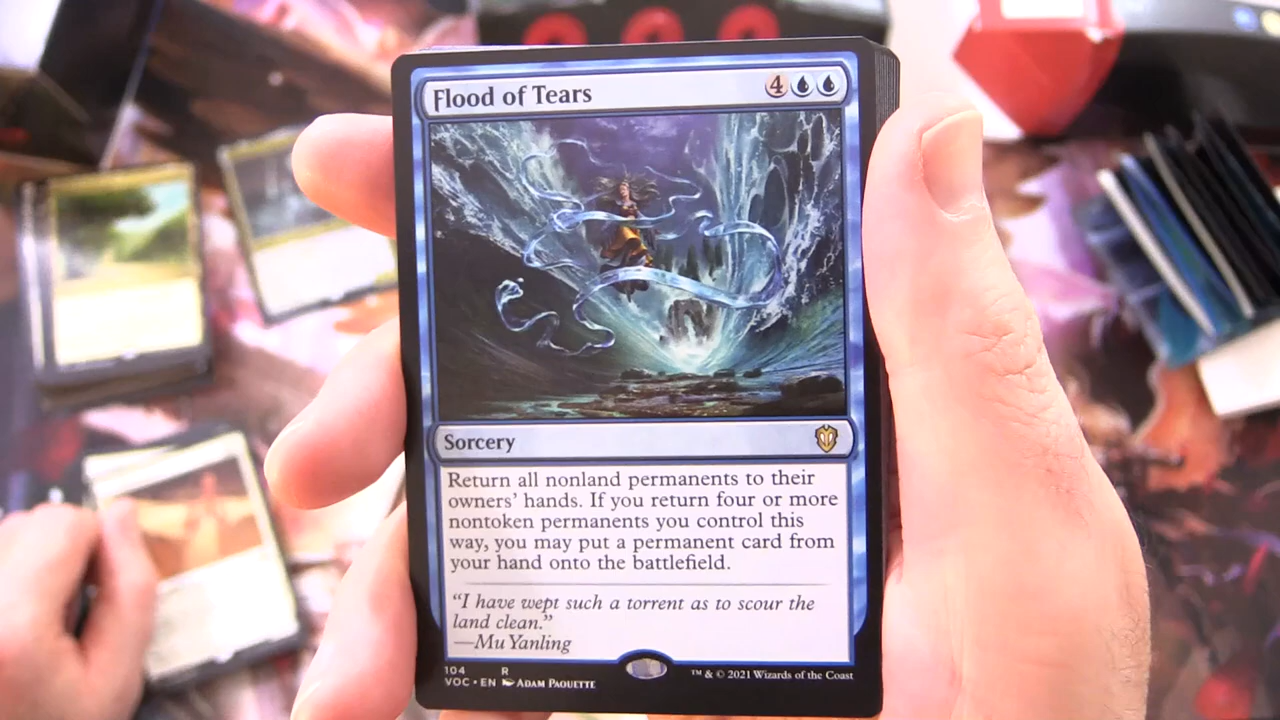 Flood of Tears 4
Sorcery
Return all nonland permanents to their
owners' hands. If you return four or more
nontoken permanents you control this
way, you may put a permanent card from
your hand onto the battlefield.
"I have wept such a torrent as to scour the
land clean."
—Mu Yanling
104 R
VOC • EN Adam Paquette
™ & © 2021 Wizards of the Coast